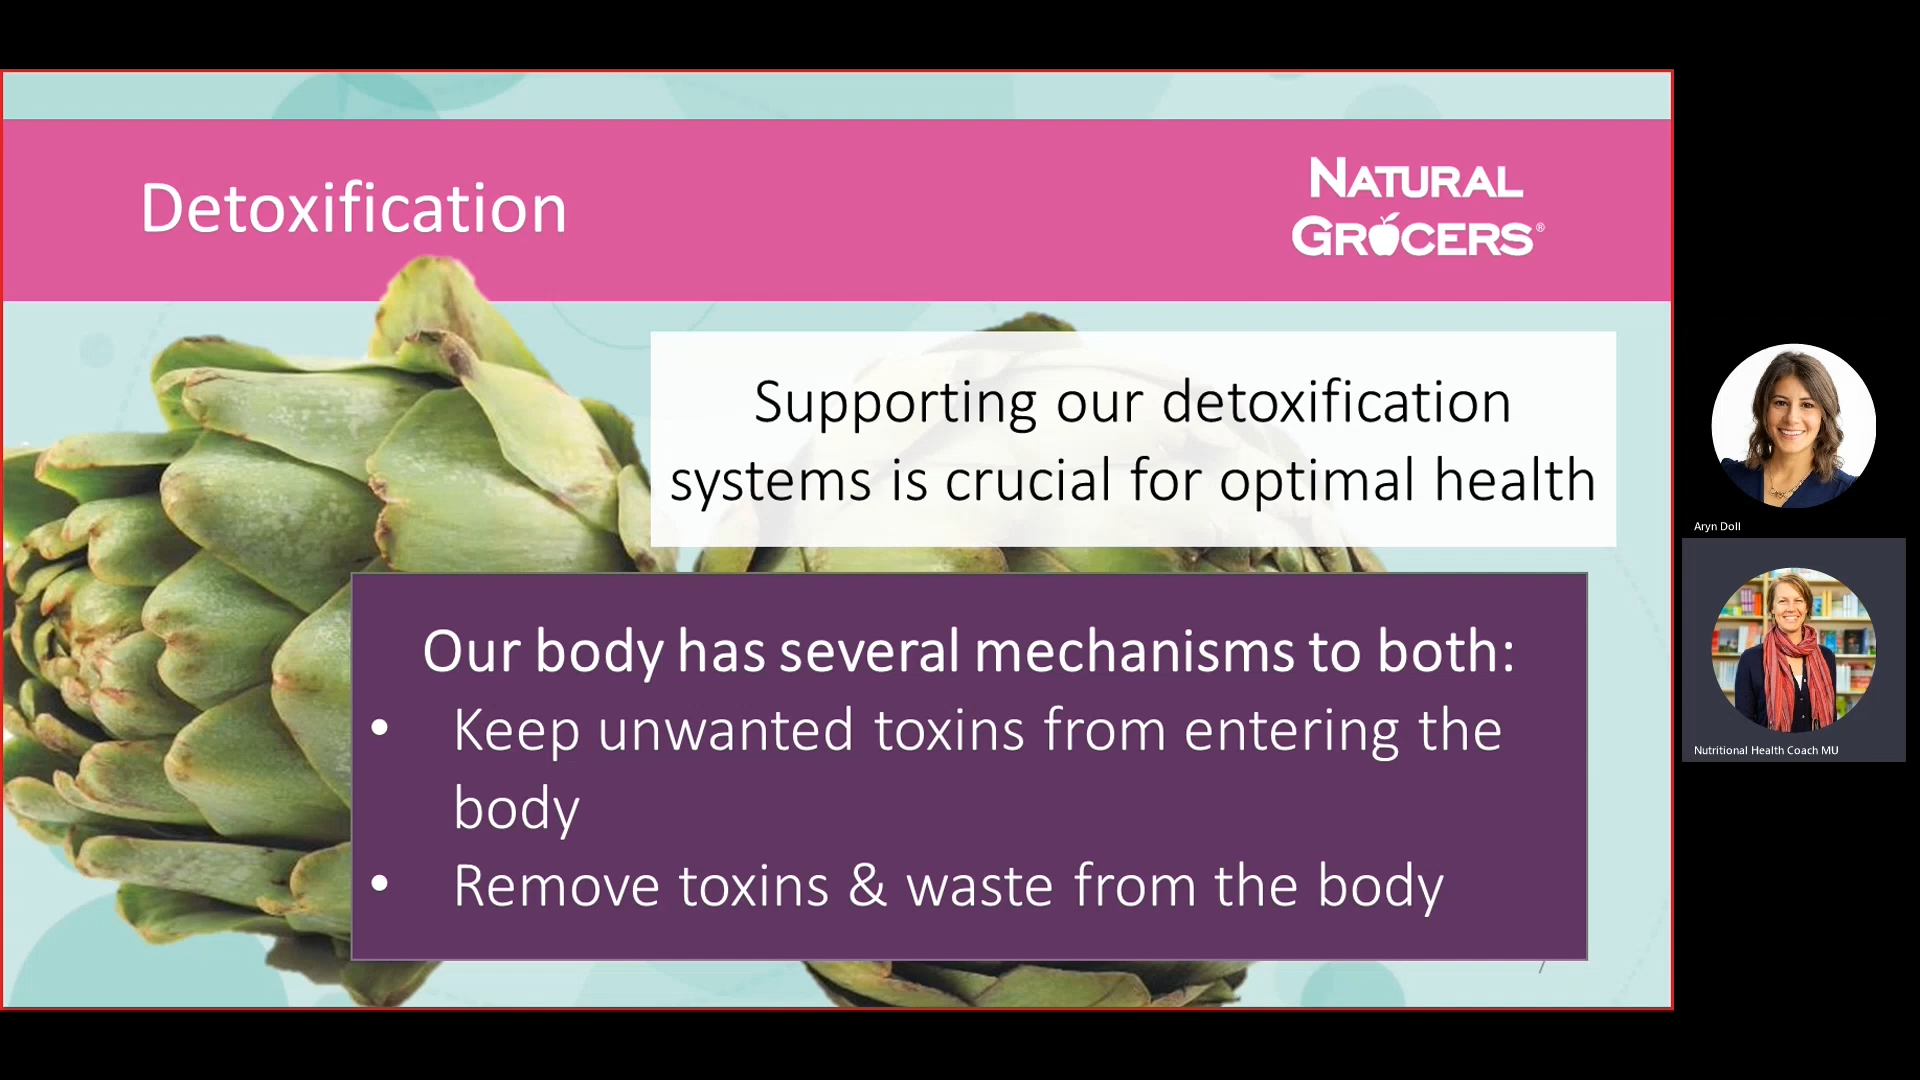 Detoxification
NATURAL
GROCERS®
Supporting our detoxification
systems is crucial for optimal health
Our body has several mechanisms to both:
• Keep unwanted toxins from entering the
body
• Remove toxins & waste from the body
7
Aryn Doll
Nutritional Health Coach MU